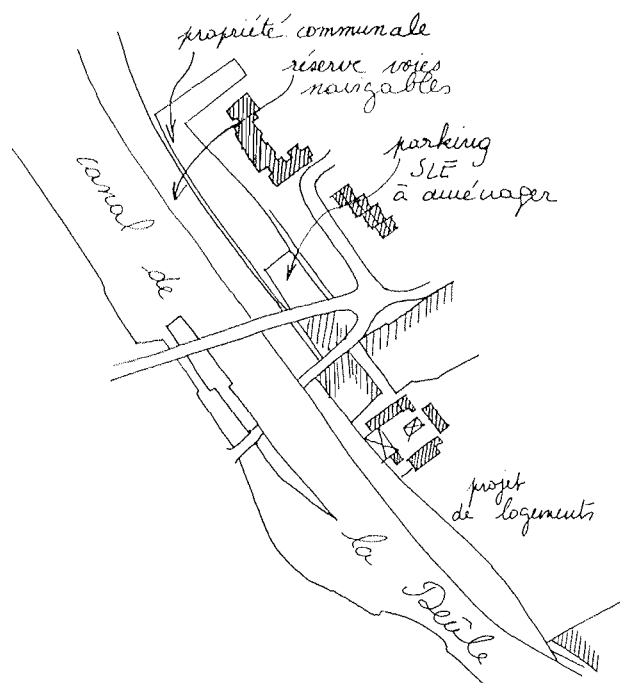 propriété communale
réserve voies
navigables
parking
SLE
à aménager
canal de
la Deûle
projet
de logements